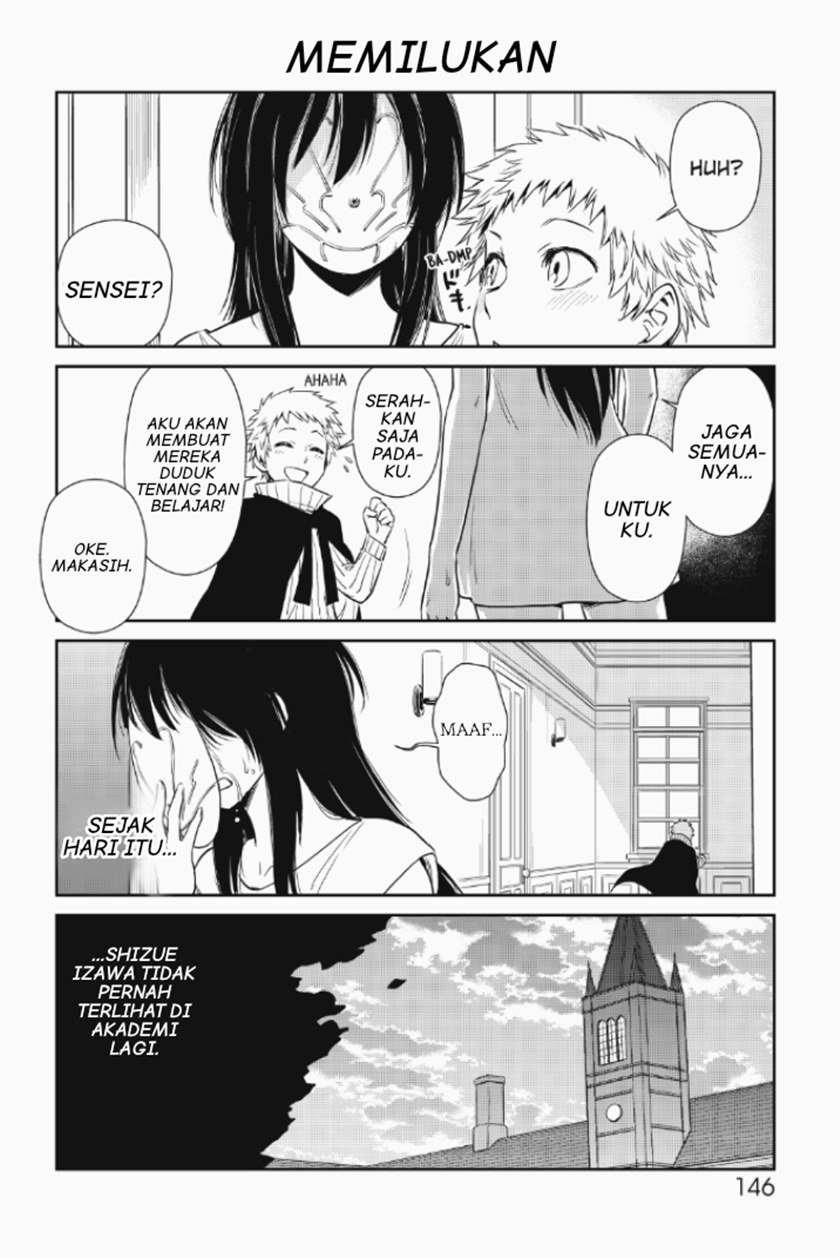 MEMILUKAN
HUH?
BA-DMP
ドキ
SENSEI?
JAGA
SEMUA-
NYA...
UNTUK
KU.
SERAH-
KAN
SAJA
PADA-
KU.
AHAHA
AKU AKAN
MEMBUAT
MEREKA
DUDUK
TENANG DAN
BELAJAR!
OKE.
MAKASIH.
MAAF...
SEJAK
HARI ITU...
...SHIZUE
IZAWA TIDAK
PERNAH
TERLIHAT DI
AKADEMI
LAGI.
146